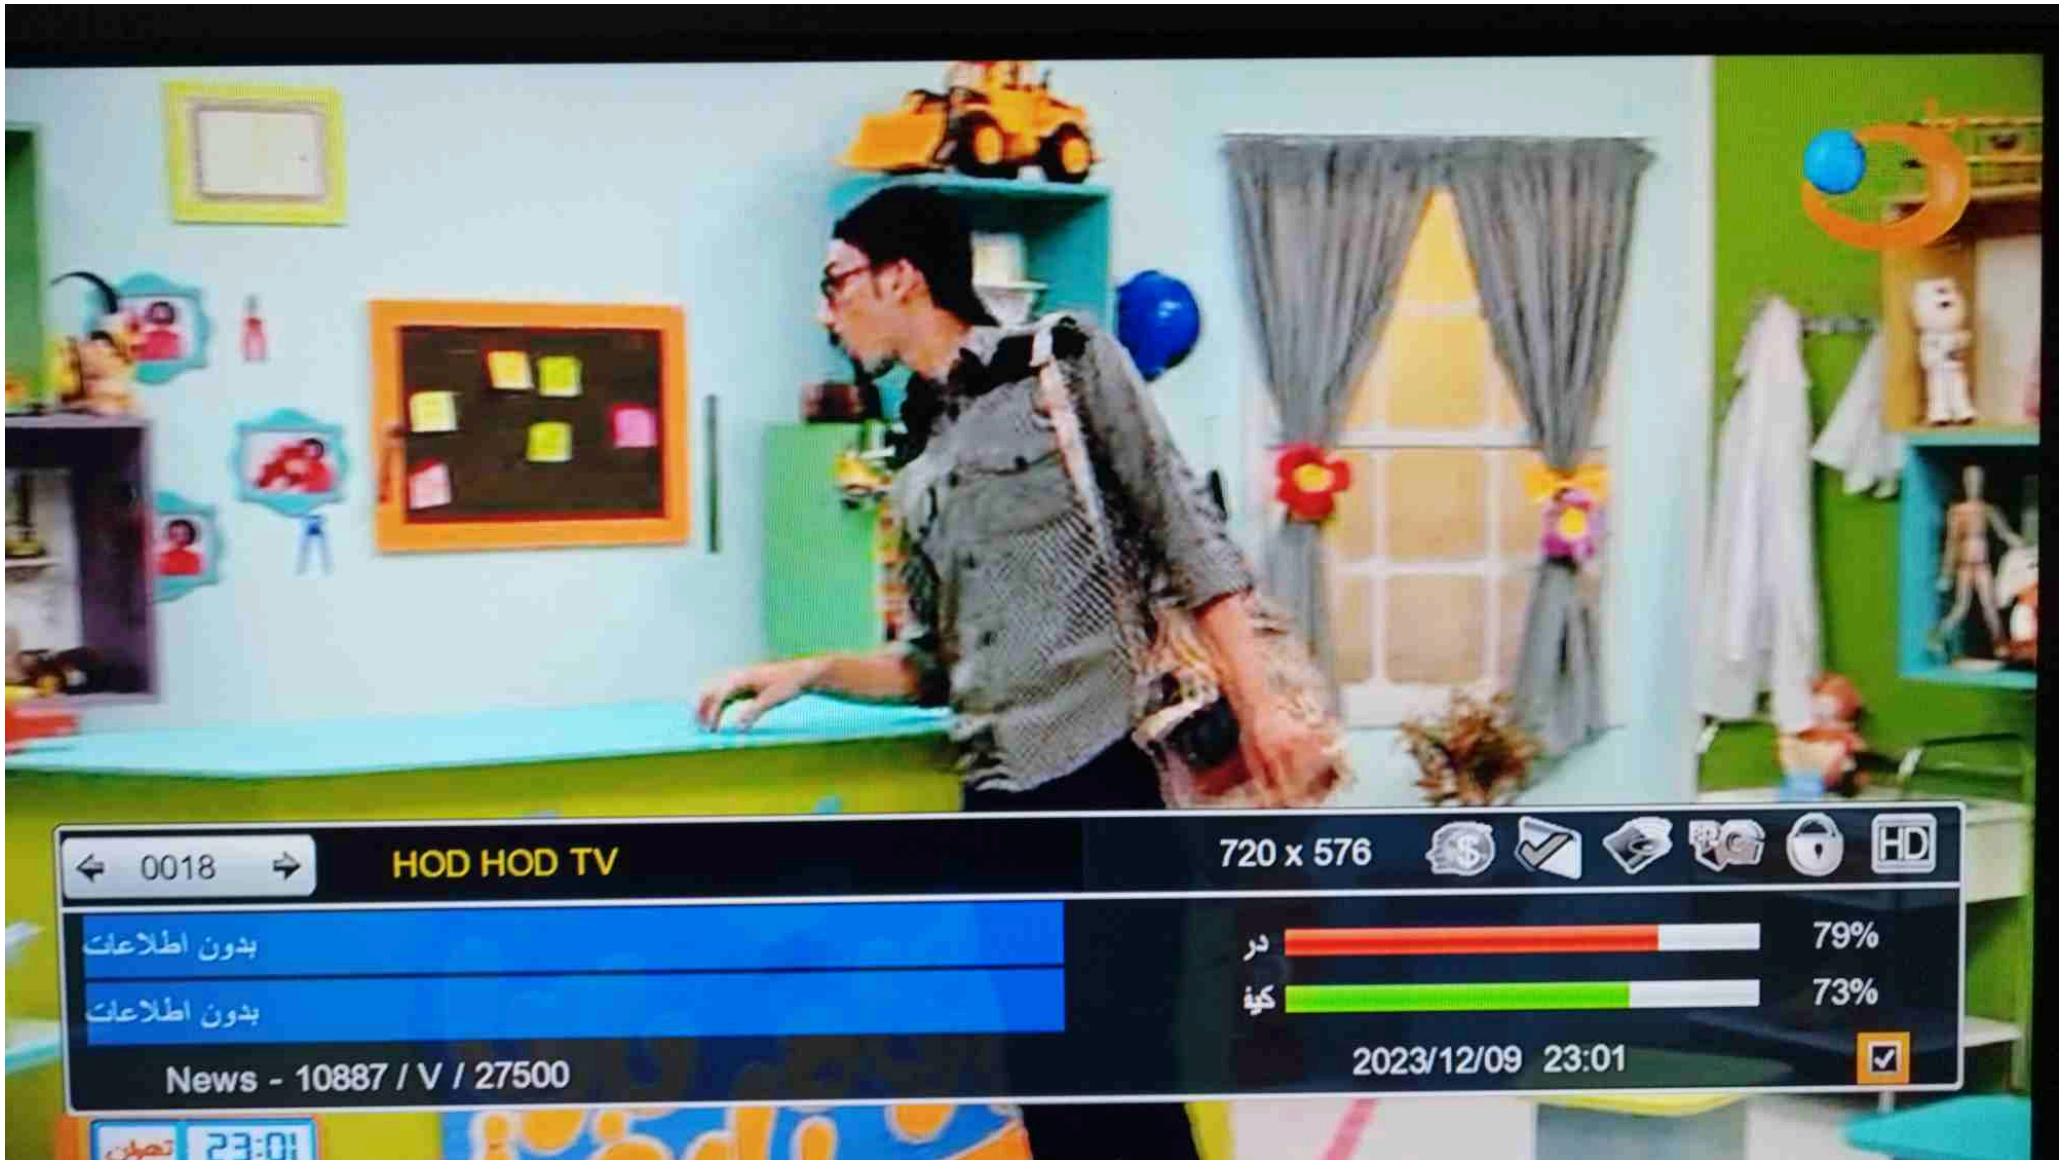 0018 HOD HOD TV 720 x 576 HD
بدون اطلاعات
در 79%
بدون اطلاعات
كيف 73%
News - 10887 / V / 27500 2023/12/09 23:01
تهران 23:01